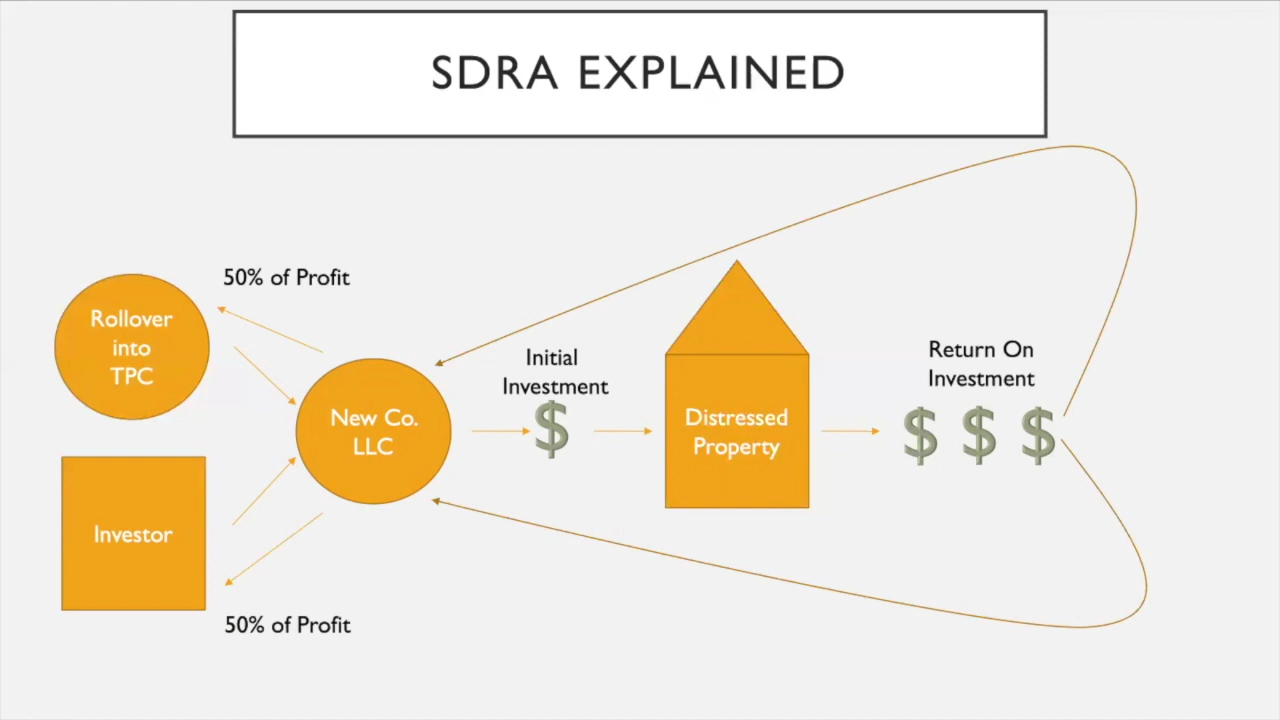 SDRA EXPLAINED
50% of Profit
Rollover
into
TPC
New Co.
LLC
Investor
50% of Profit
Initial
Investment
$
Distressed
Property
Return On
Investment
$ $ $